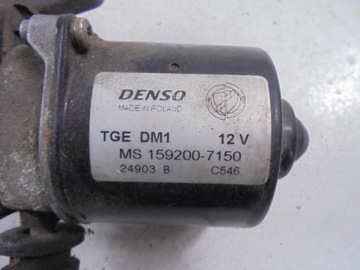 DENSO
MADE IN POLAND
TGE DM1 12 V
MS 159200-7150
24903 B C546